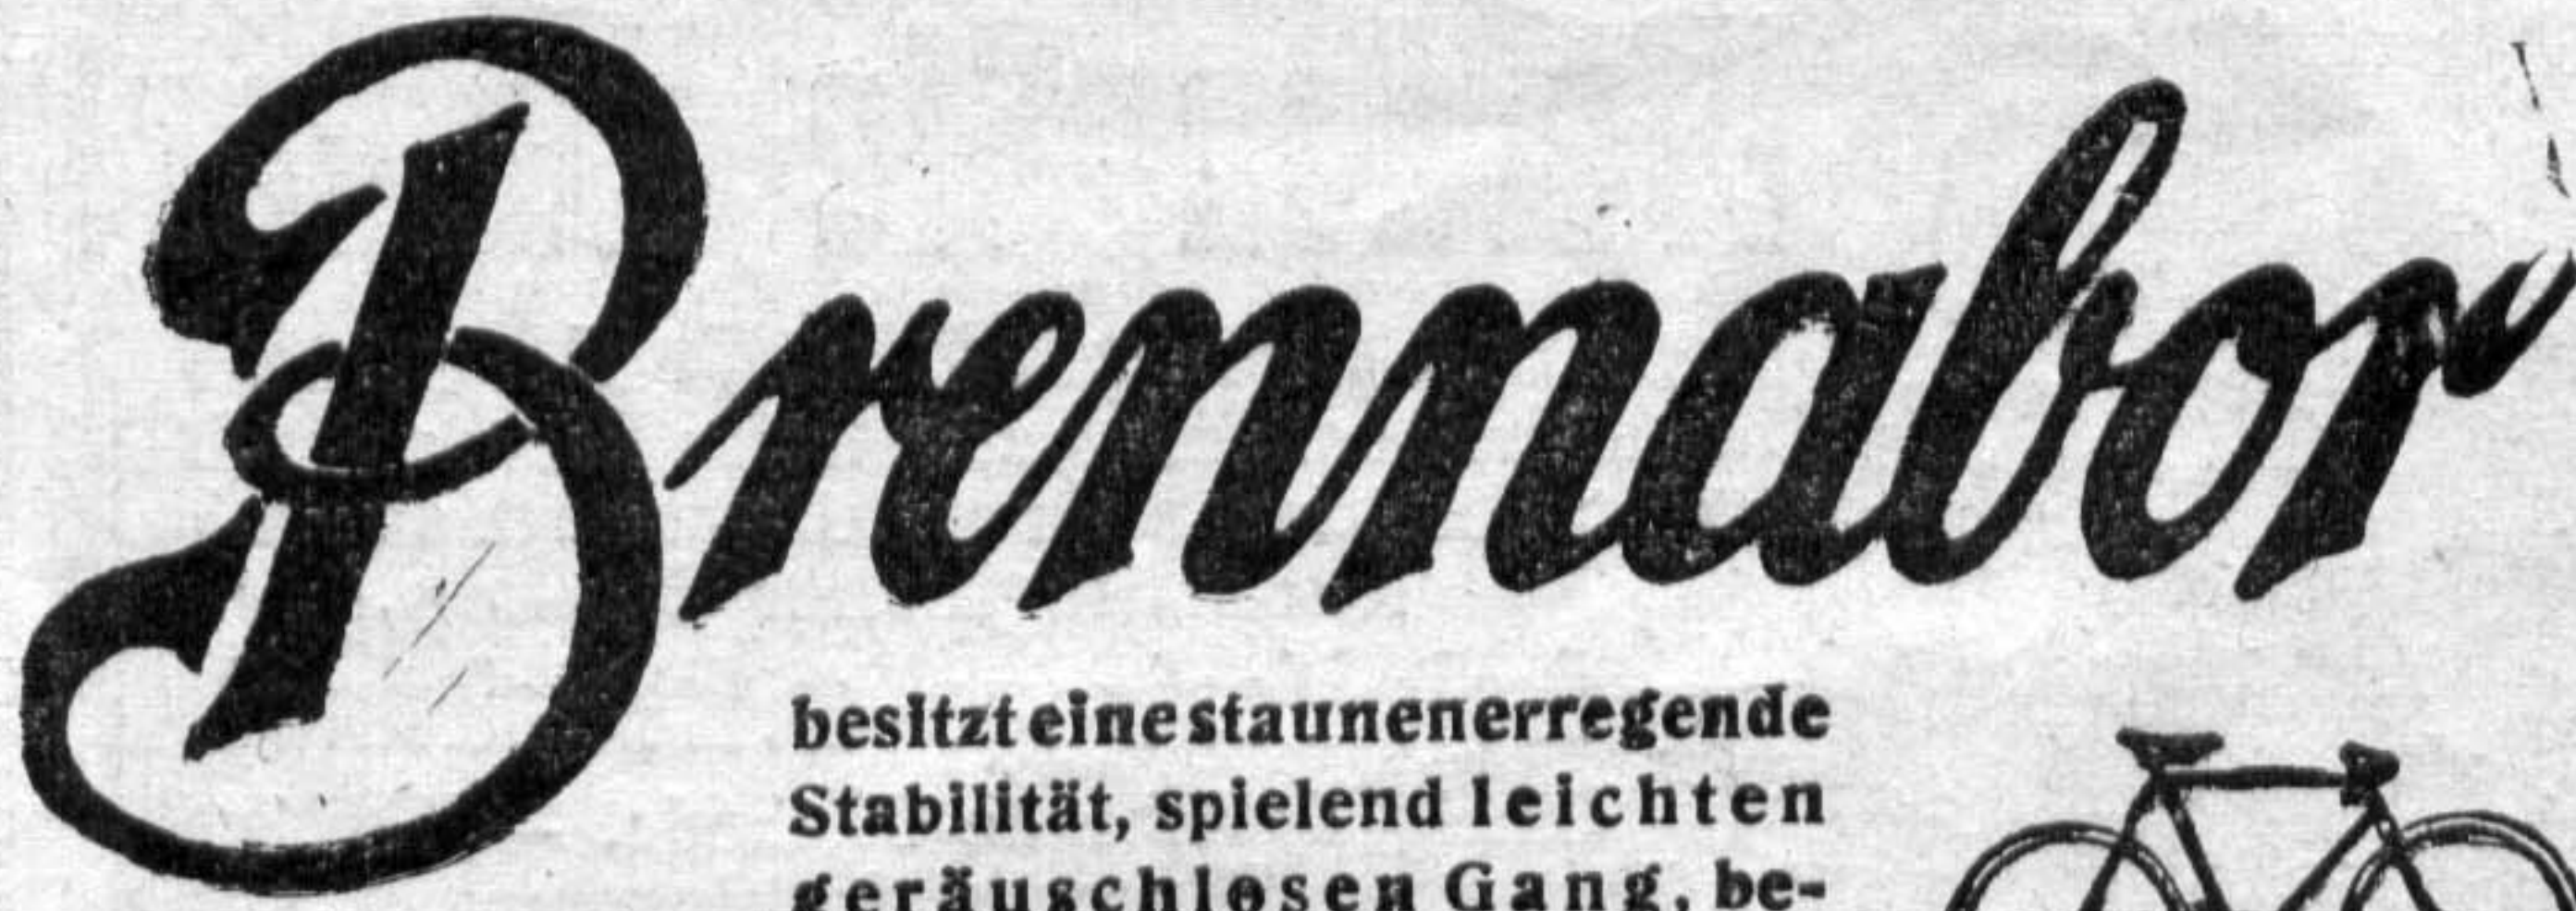 Brennabor
besitzt eine staunenerregende
Stabilität, spielend leichten
geräuschlosen Gang, be-